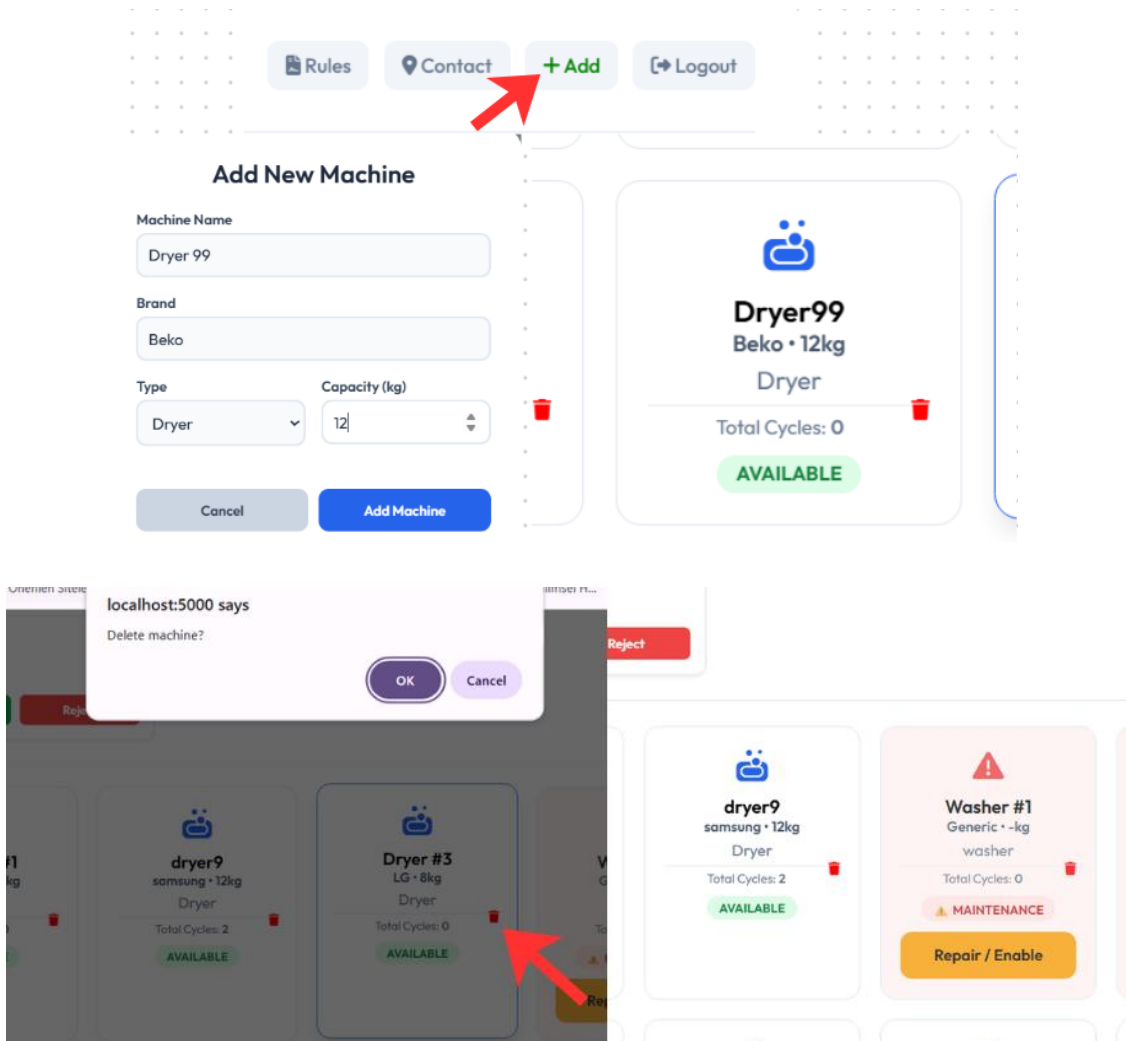 Rules
Contact
+ Add
Logout
Add New Machine
Machine Name
Dryer 99
Brand
Beko
Type
Capacity (kg)
Dryer
12
Cancel
Add Machine
Dryer99
Beko • 12kg
Dryer
Total Cycles: 0
AVAILABLE
localhost:5000 says
Delete machine?
OK
Cancel
#1
kg
dryer9
samsung • 12kg
Dryer
Total Cycles: 2
AVAILABLE
Dryer #3
LG • 8kg
Dryer
Total Cycles: 0
AVAILABLE
Reject
dryer9
samsung • 12kg
Dryer
Total Cycles: 2
AVAILABLE
Washer #1
Generic • -kg
washer
Total Cycles: 0
MAINTENANCE
Repair / Enable